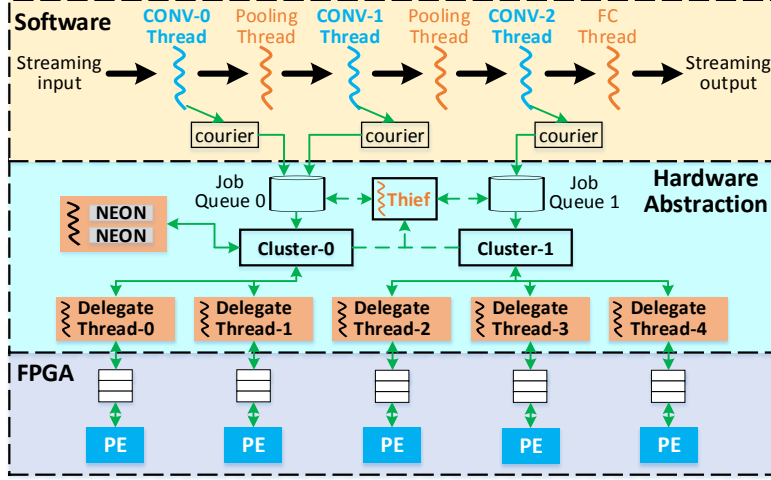 Software
CONV-0
Thread
Pooling
Thread
CONV-1
Thread
Pooling
Thread
CONV-2
Thread
FC
Thread
Streaming
input
Streaming
output
courier
courier
courier
Job
Queue 0
Thief
Job
Queue 1
Hardware
Abstraction
NEON
NEON
Cluster-0
Cluster-1
Delegate
Thread-0
Delegate
Thread-1
Delegate
Thread-2
Delegate
Thread-3
Delegate
Thread-4
FPGA
PE
PE
PE
PE
PE